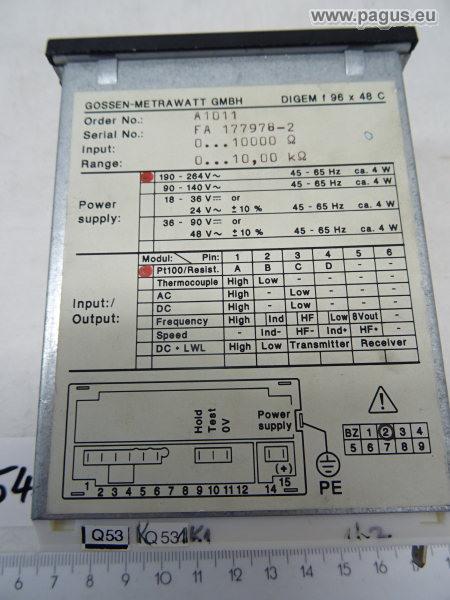 www.pagus.eu
GOSSEN-METRAWATT GMBH DIGEM f 96 x 48 C
Order No.: A1011
Serial No.: FA 177978-2
Input: 0...10000 Ω
Range: 0...10,00 kΩ
Power supply:
190 - 264 V~ 45 - 65 Hz ca. 4 W
90 - 140 V~ 45 - 65 Hz ca. 4 W
18 - 36 V⎓ or
24 V~ ±10 % 45 - 65 Hz ca. 4 W
36 - 90 V⎓ or
48 V~ ±10 % 45 - 65 Hz ca. 4 W
Input:/
Output:
Modul: Pin: 1 2 3 4 5 6
Pt100/Resist. A B C D - -
Thermocouple High Low - - - -
AC High - Low - - -
DC High - Low - - -
Frequency High Ind HF Low 8Vout -
Speed - Ind- HF- Ind+ HF+ -
DC • LWL High Low Transmitter Receiver
Hold
Test
0V
Power
supply
(+)
1 2 3 4 5 6 7 8 9 10 11 12 14 15
PE
BZ 1 2 3 4
5 6 7 8 9
54
Q53 Q53 K1
6 7 8 9 10 11 12 13 14 15 16